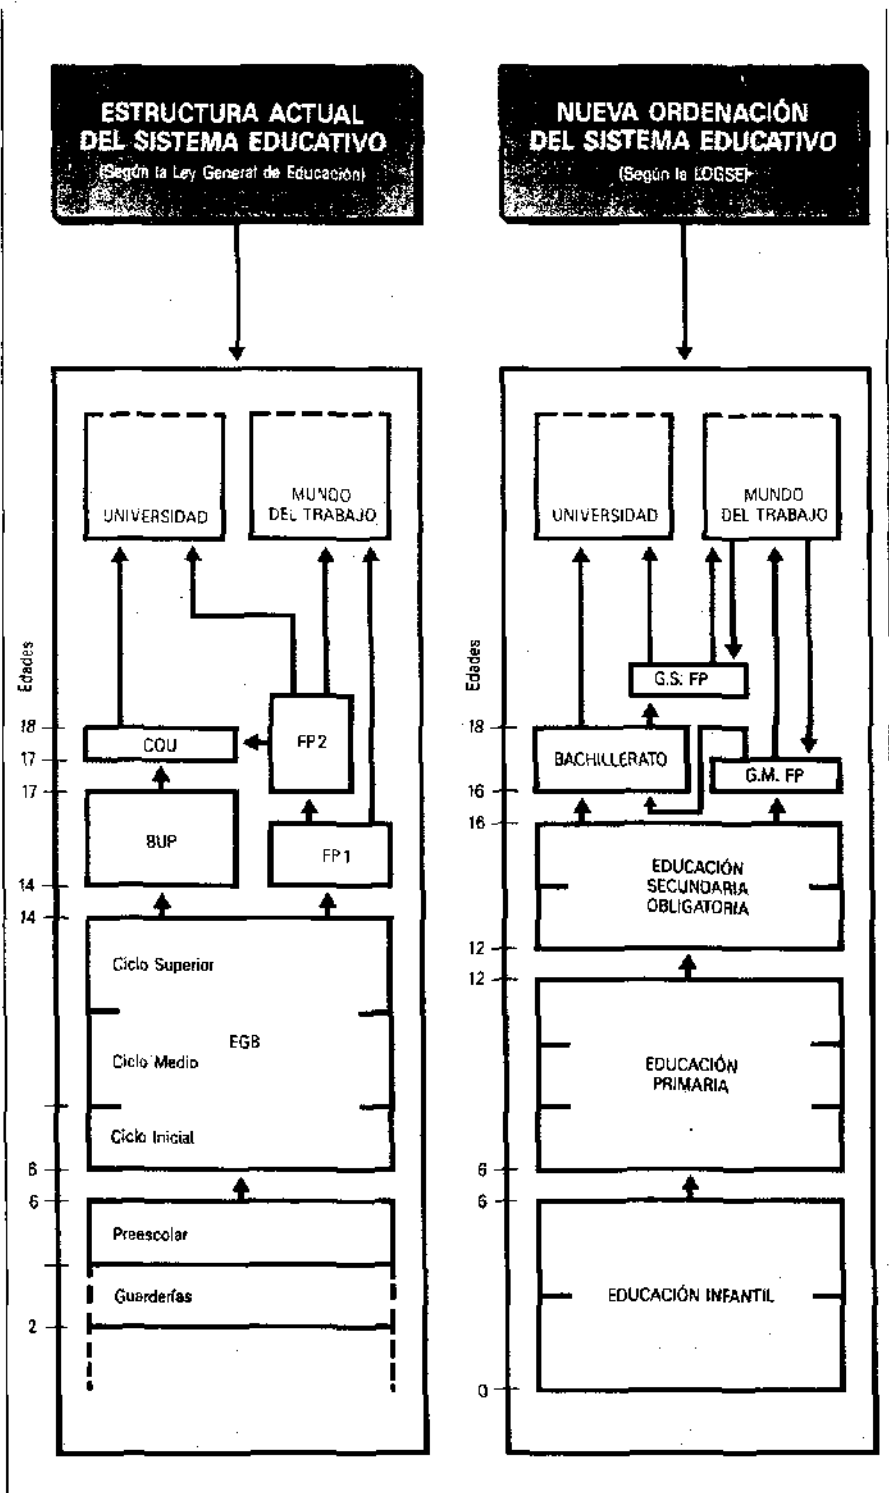 ESTRUCTURA ACTUAL
DEL SISTEMA EDUCATIVO
(Según la Ley General de Educación)
UNIVERSIDAD
MUNDO
DEL TRABAJO
Edades
18
17
17
14
14
6
6
2
COU
FP2
BUP
FP1
Ciclo Superior
EGB
Ciclo Medio
Ciclo Inicial
Preescolar
Guarderías
NUEVA ORDENACIÓN
DEL SISTEMA EDUCATIVO
(Según la LOGSE)
UNIVERSIDAD
MUNDO
DEL TRABAJO
Edades
18
16
16
12
12
6
6
0
G.S. FP
BACHILLERATO
G.M. FP
EDUCACIÓN
SECUNDARIA
OBLIGATORIA
EDUCACIÓN
PRIMARIA
EDUCACIÓN INFANTIL